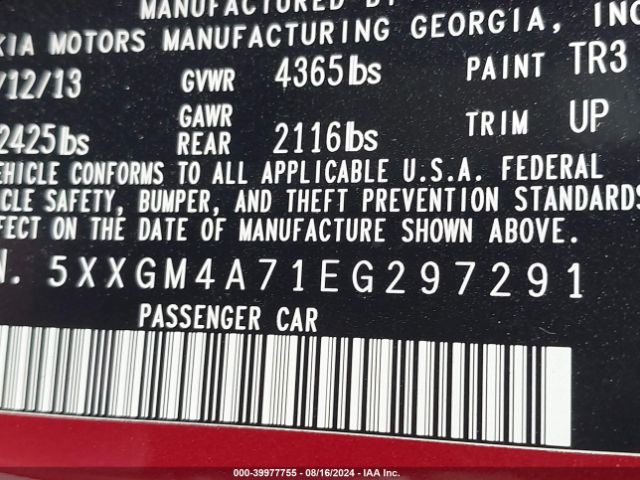 MANUFACTURED BY
KIA MOTORS MANUFACTURING GEORGIA, INC
/12/13 GVWR 4365lbs PAINT TR3
2425lbs GAWR REAR 2116lbs TRIM UP
EHICLE CONFORMS TO ALL APPLICABLE U.S.A. FEDERAL
CLE SAFETY, BUMPER, AND THEFT PREVENTION STANDARDS
FECT ON THE DATE OF MANUFACTURE SHOWN ABOVE.
N. 5XXGM4A71EG297291
PASSENGER CAR
000-39977755 - 08/16/2024 - IAA Inc.